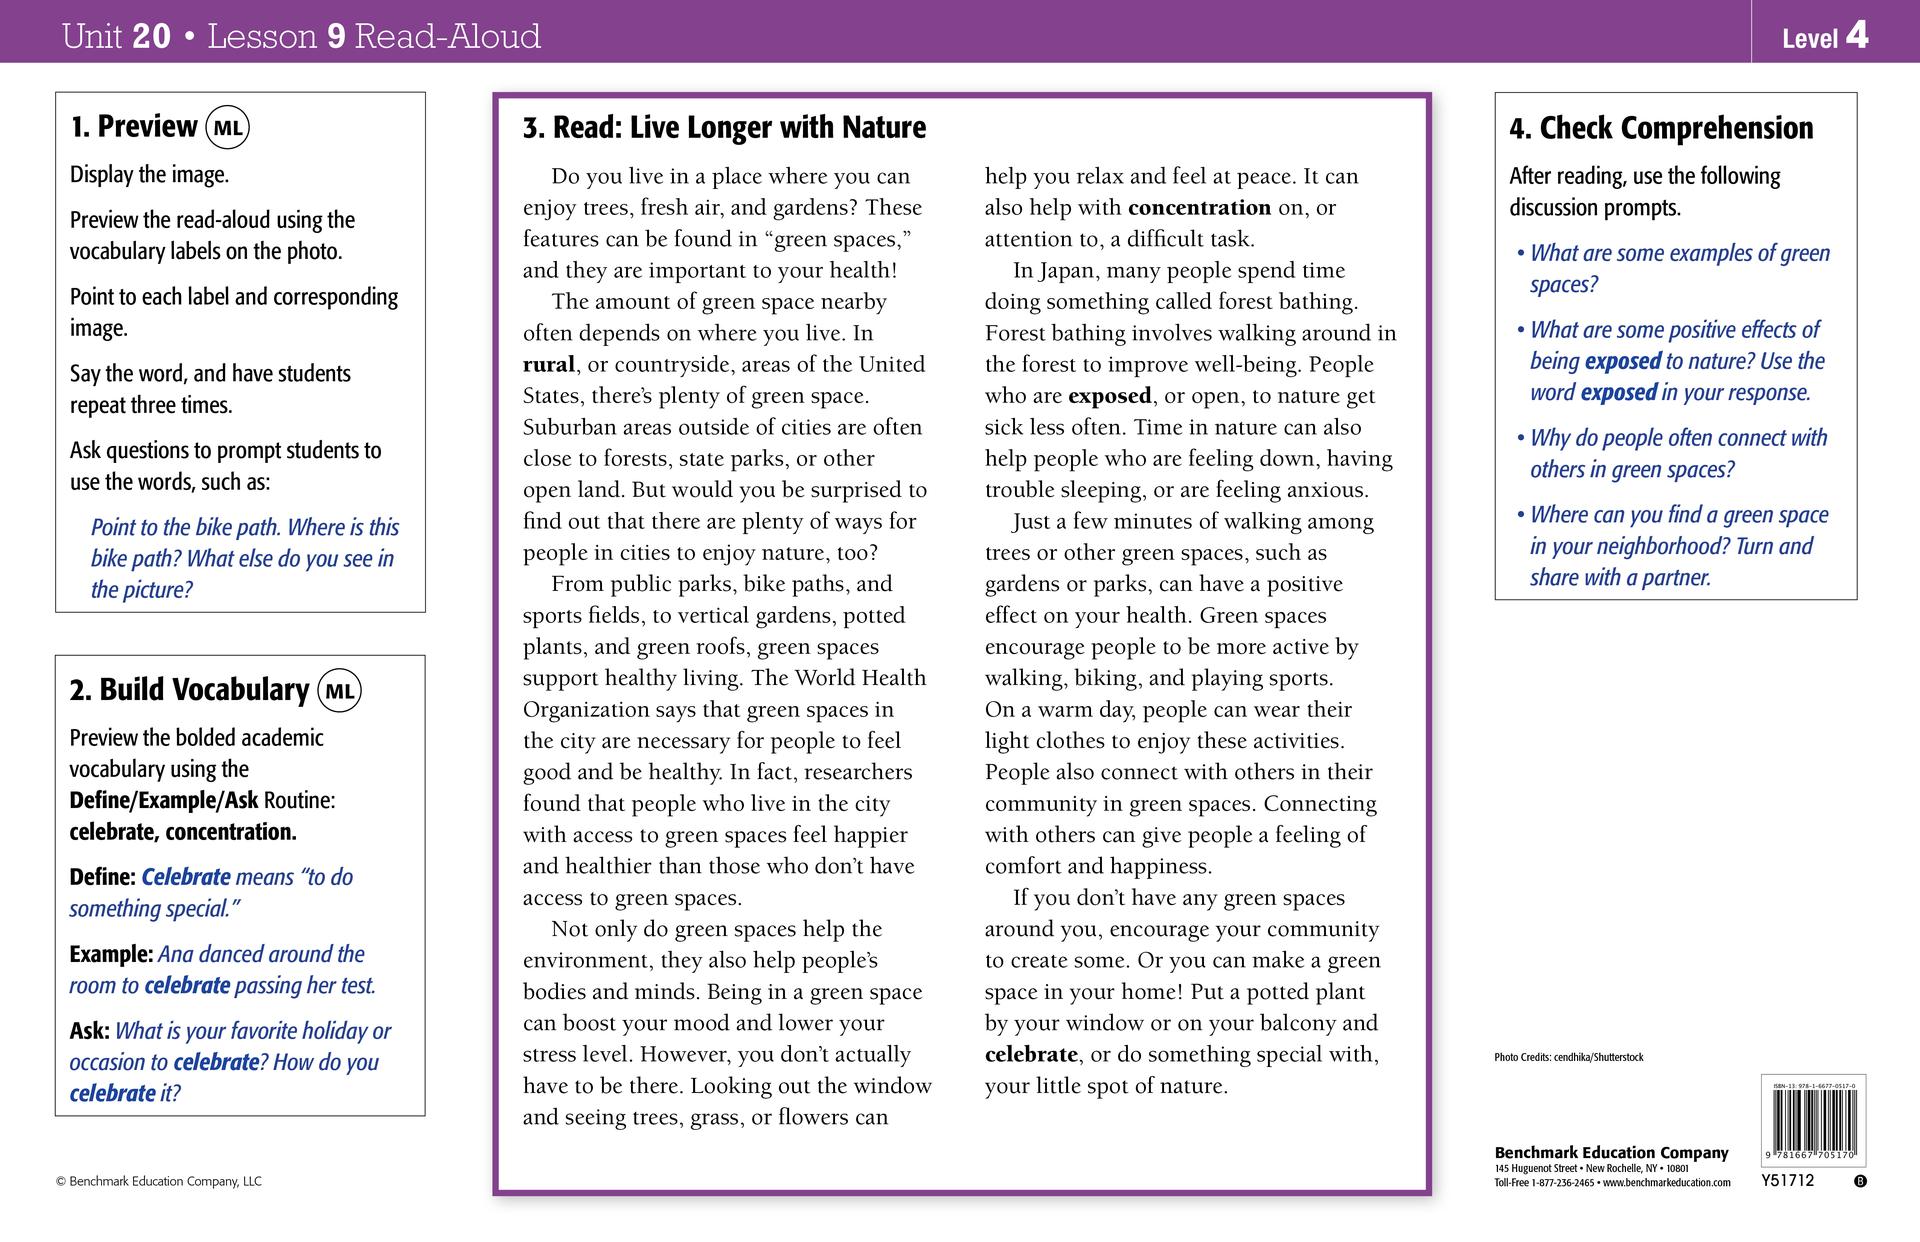 Unit 20 • Lesson 9 Read-Aloud
Level 4
1. Preview ML
Display the image.
Preview the read-aloud using the
vocabulary labels on the photo.
Point to each label and corresponding
image.
Say the word, and have students
repeat three times.
Ask questions to prompt students to
use the words, such as:
Point to the bike path. Where is this
bike path? What else do you see in
the picture?
2. Build Vocabulary ML
Preview the bolded academic
vocabulary using the
Define/Example/Ask Routine:
celebrate, concentration.
Define: Celebrate means “to do
something special.”
Example: Ana danced around the
room to celebrate passing her test.
Ask: What is your favorite holiday or
occasion to celebrate? How do you
celebrate it?
© Benchmark Education Company, LLC
3. Read: Live Longer with Nature
Do you live in a place where you can
enjoy trees, fresh air, and gardens? These
features can be found in “green spaces,”
and they are important to your health!
The amount of green space nearby
often depends on where you live. In
rural, or countryside, areas of the United
States, there’s plenty of green space.
Suburban areas outside of cities are often
close to forests, state parks, or other
open land. But would you be surprised to
find out that there are plenty of ways for
people in cities to enjoy nature, too?
From public parks, bike paths, and
sports fields, to vertical gardens, potted
plants, and green roofs, green spaces
support healthy living. The World Health
Organization says that green spaces in
the city are necessary for people to feel
good and be healthy. In fact, researchers
found that people who live in the city
with access to green spaces feel happier
and healthier than those who don’t have
access to green spaces.
Not only do green spaces help the
environment, they also help people’s
bodies and minds. Being in a green space
can boost your mood and lower your
stress level. However, you don’t actually
have to be there. Looking out the window
and seeing trees, grass, or flowers can
help you relax and feel at peace. It can
also help with concentration on, or
attention to, a difficult task.
In Japan, many people spend time
doing something called forest bathing.
Forest bathing involves walking around in
the forest to improve well-being. People
who are exposed, or open, to nature get
sick less often. Time in nature can also
help people who are feeling down, having
trouble sleeping, or are feeling anxious.
Just a few minutes of walking among
trees or other green spaces, such as
gardens or parks, can have a positive
effect on your health. Green spaces
encourage people to be more active by
walking, biking, and playing sports.
On a warm day, people can wear their
light clothes to enjoy these activities.
People also connect with others in their
community in green spaces. Connecting
with others can give people a feeling of
comfort and happiness.
If you don’t have any green spaces
around you, encourage your community
to create some. Or you can make a green
space in your home! Put a potted plant
by your window or on your balcony and
celebrate, or do something special with,
your little spot of nature.
4. Check Comprehension
After reading, use the following
discussion prompts.
• What are some examples of green
spaces?
• What are some positive effects of
being exposed to nature? Use the
word exposed in your response.
• Why do people often connect with
others in green spaces?
• Where can you find a green space
in your neighborhood? Turn and
share with a partner.
Photo Credits: cendhika/Shutterstock
Benchmark Education Company
145 Huguenot Street • New Rochelle, NY • 10801
Toll-Free 1-877-236-2465 • www.benchmarkeducation.com
ISBN-13: 978-1-6677-0517-0
9 781667 705170
Y51712
B